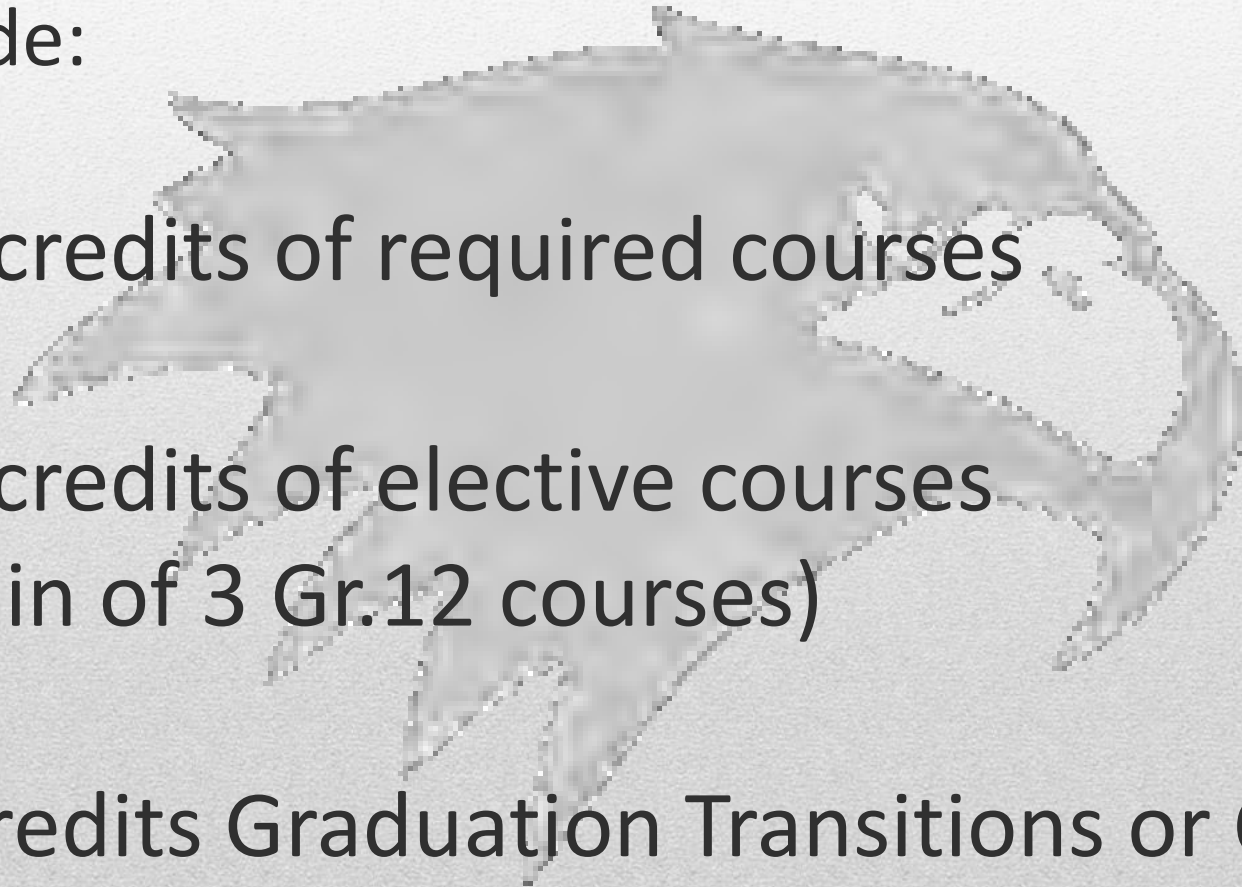 de:
credits of required courses
credits of elective courses
in of 3 Gr.12 courses)
redits Graduation Transitions or